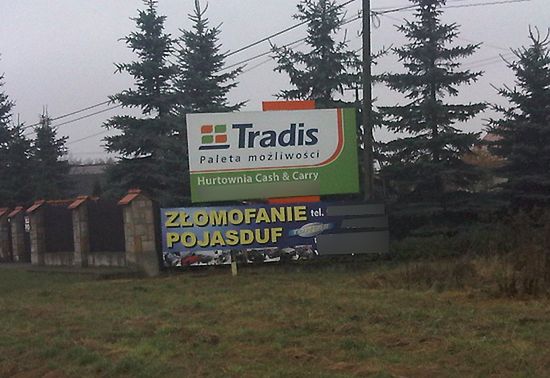 Tradis
Paleta możliwości
Hurtownia Cash & Carry
ZŁOMOFANIE tel.
POJASDUF